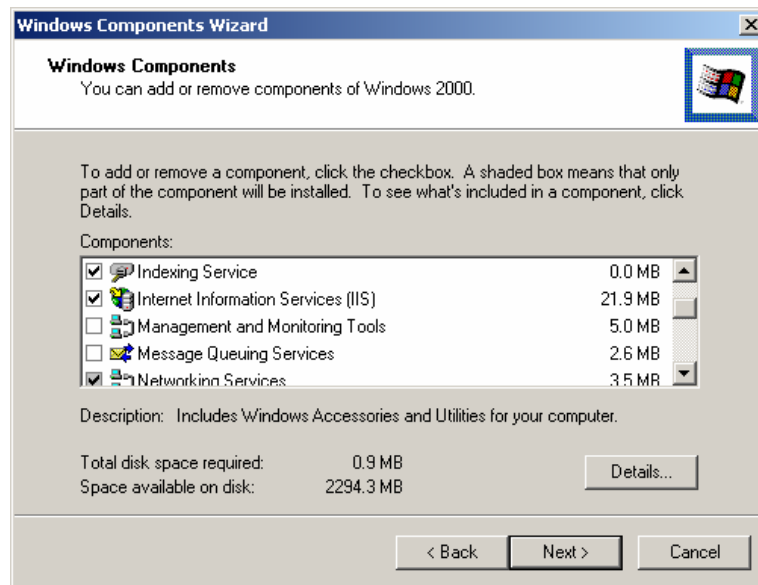 Windows Components Wizard
Windows Components
You can add or remove components of Windows 2000.
To add or remove a component, click the checkbox. A shaded box means that only
part of the component will be installed. To see what's included in a component, click
Details.
Components:
Indexing Service 0.0 MB
Internet Information Services (IIS) 21.9 MB
Management and Monitoring Tools 5.0 MB
Message Queuing Services 2.6 MB
Networking Services 3.5 MB
Description: Includes Windows Accessories and Utilities for your computer.
Total disk space required: 0.9 MB
Space available on disk: 2294.3 MB
Details...
< Back Next > Cancel